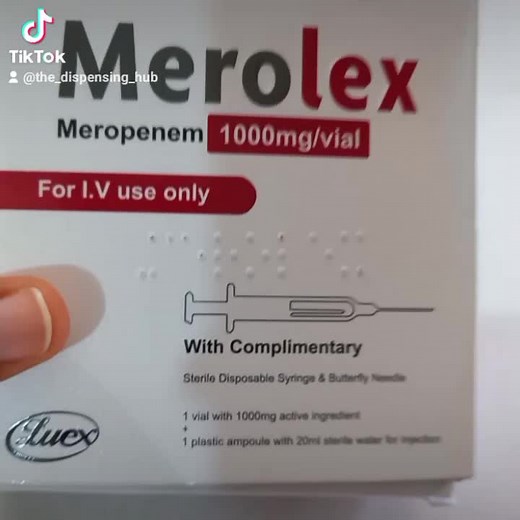 TikTok
@the_dispensing_hub
Merolex
Meropenem 1000mg/vial
For I.V use only
With Complimentary
Sterile Disposable Syringe & Butterfly Needle
1 vial with 1000mg active ingredient
+
1 plastic ampoule with 20ml sterile water for injection
Luex